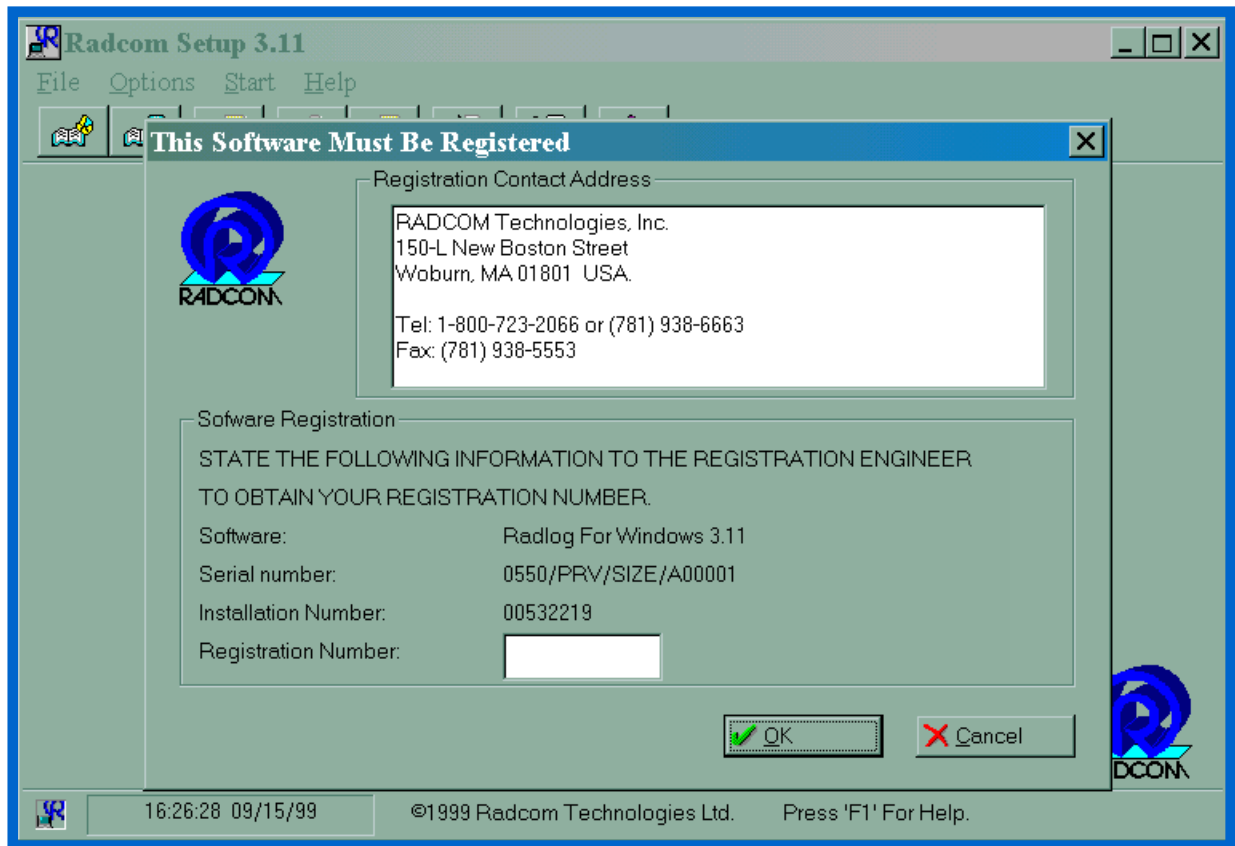 Radcom Setup 3.11
File Options Start Help
This Software Must Be Registered
Registration Contact Address
RADCOM Technologies, Inc.
150-L New Boston Street
Woburn, MA 01801 USA.
Tel: 1-800-723-2066 or (781) 938-6663
Fax: (781) 938-5553
RADCOM
Sofware Registration
STATE THE FOLLOWING INFORMATION TO THE REGISTRATION ENGINEER
TO OBTAIN YOUR REGISTRATION NUMBER.
Software: Radlog For Windows 3.11
Serial number: 0550/PRV/SIZE/A00001
Installation Number: 00532219
Registration Number:
OK Cancel
DCOM
16:26:28 09/15/99 ©1999 Radcom Technologies Ltd. Press 'F1' For Help.